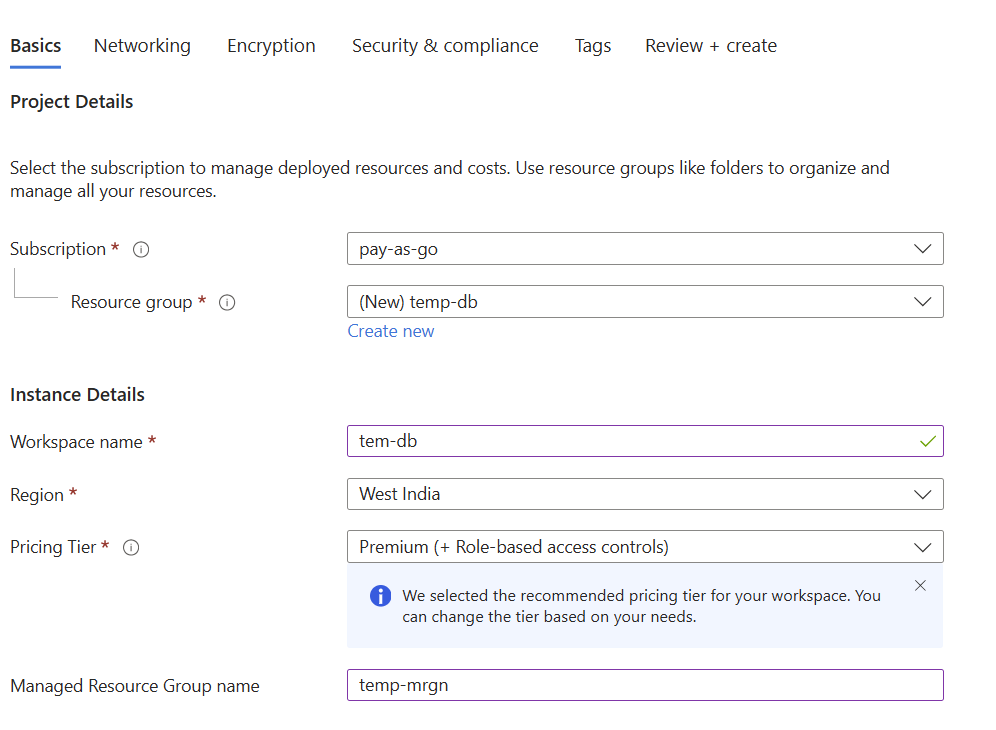 Basics Networking Encryption Security & compliance Tags Review + create
Project Details
Select the subscription to manage deployed resources and costs. Use resource groups like folders to organize and
manage all your resources.
Subscription * pay-as-go
Resource group * (New) temp-db
Create new
Instance Details
Workspace name * tem-db
Region * West India
Pricing Tier * Premium (+ Role-based access controls)
We selected the recommended pricing tier for your workspace. You
can change the tier based on your needs.
Managed Resource Group name temp-mrgn